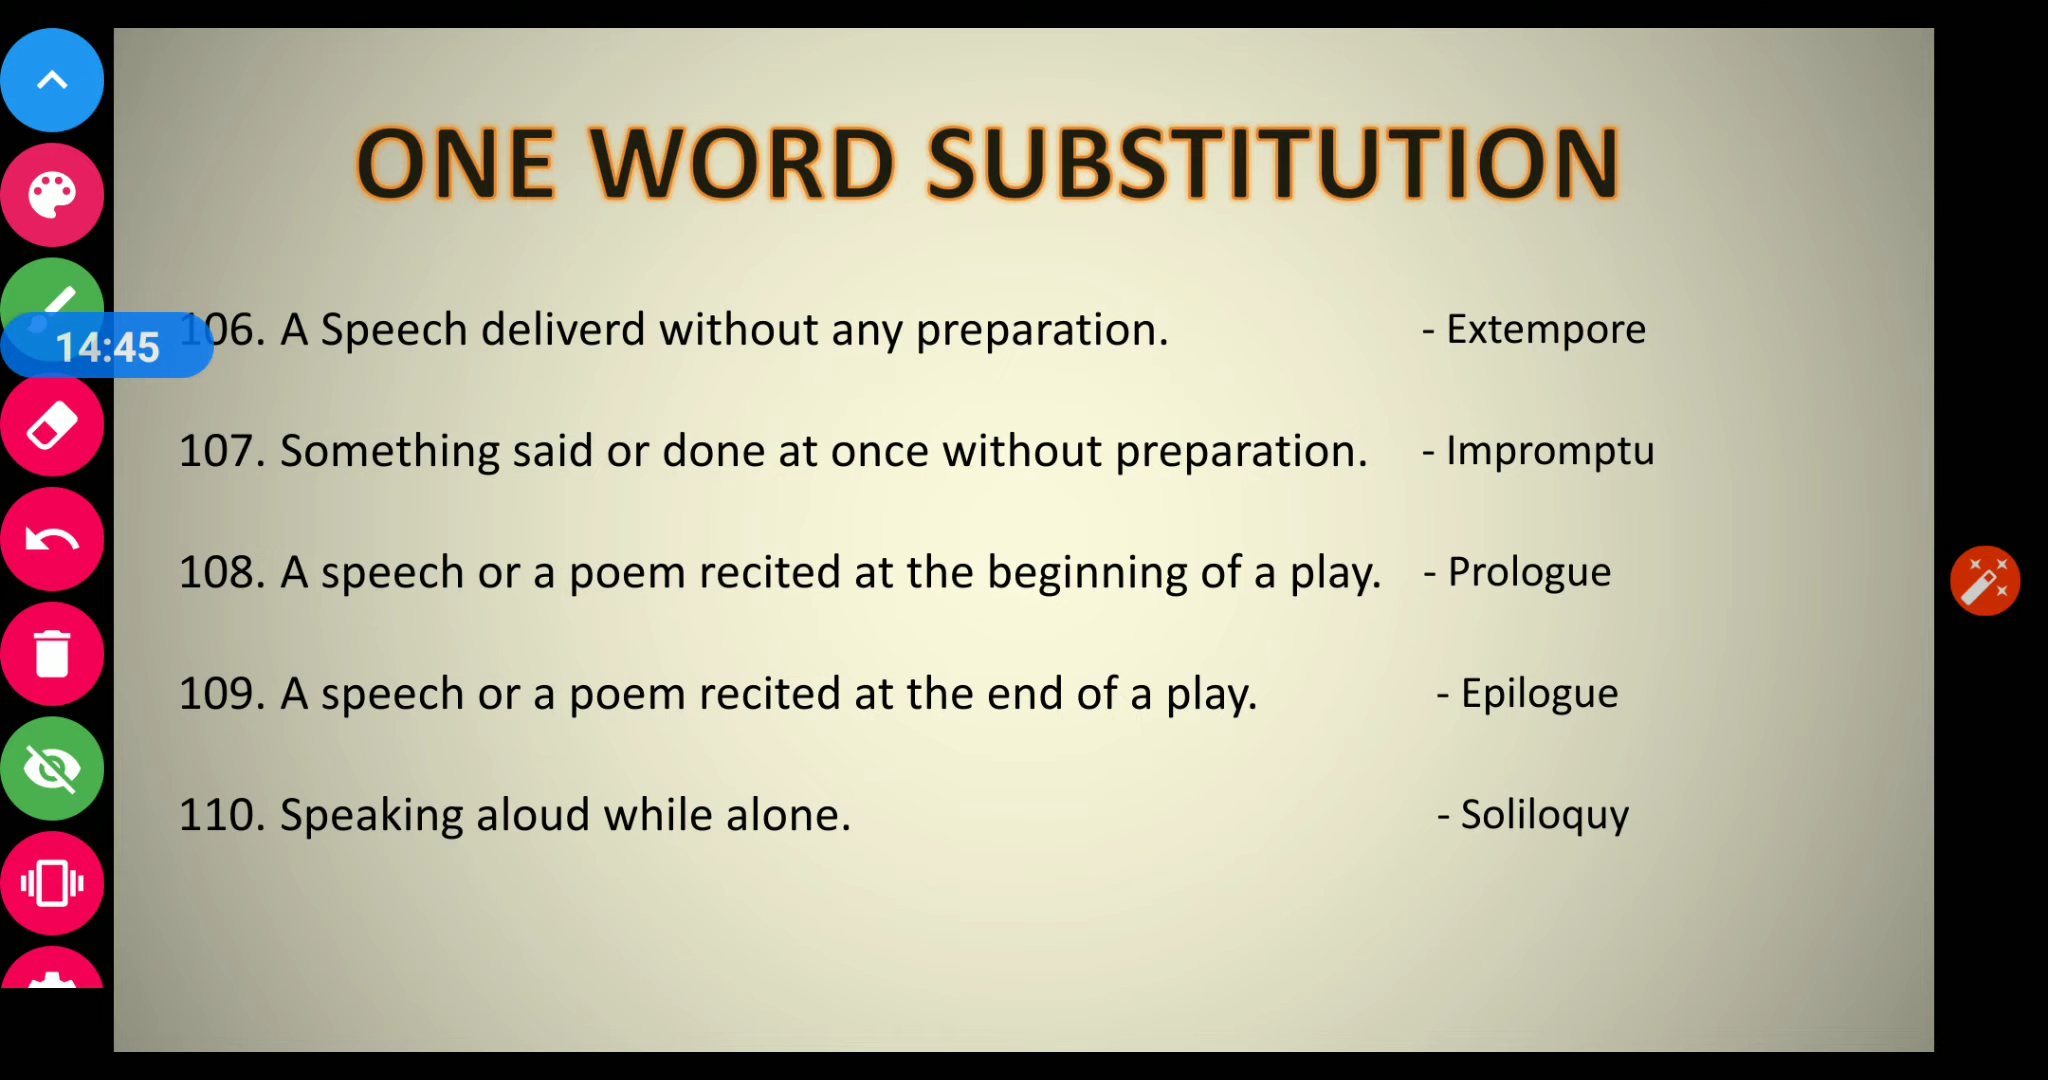 ONE WORD SUBSTITUTION
106. A Speech deliverd without any preparation. - Extempore
14:45
107. Something said or done at once without preparation. - Impromptu
108. A speech or a poem recited at the beginning of a play. - Prologue
109. A speech or a poem recited at the end of a play. - Epilogue
110. Speaking aloud while alone. - Soliloquy